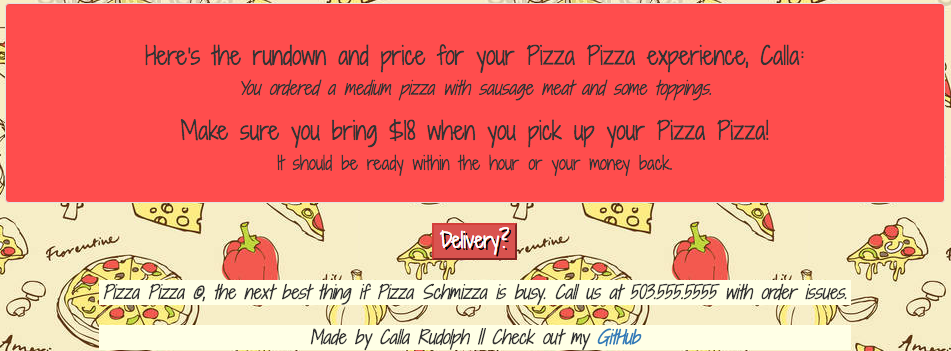 Here's the rundown and price for your Pizza Pizza experience, Calla:
You ordered a medium pizza with sausage meat and some toppings.
Make sure you bring $18 when you pick up your Pizza Pizza!
It should be ready within the hour or your money back.
Fiorentine
Delivery?
Pizza Pizza ©, the next best thing if Pizza Schmizza is busy. Call us at 503.555.5555 with order issues.
Made by Calla Rudolph || Check out my GitHub